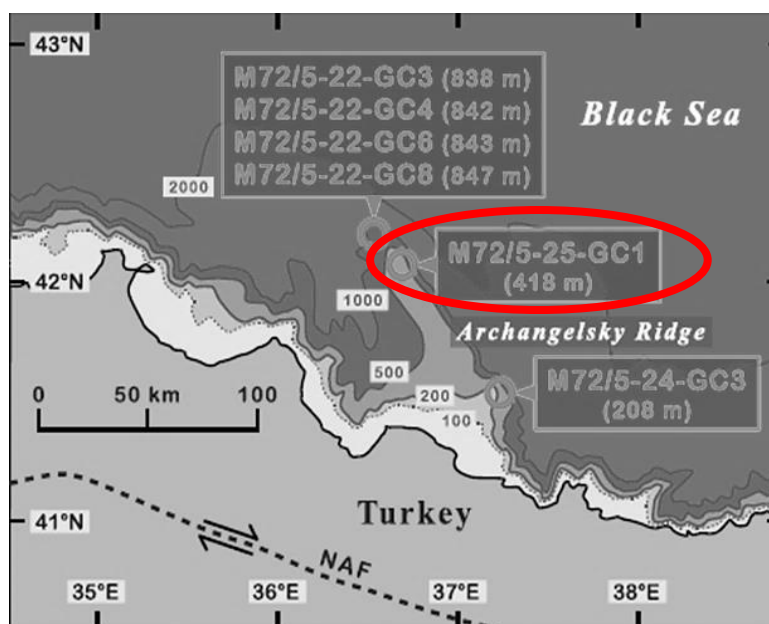 43°N
M72/5-22-GC3 (838 m)
M72/5-22-GC4 (842 m)
M72/5-22-GC6 (843 m)
M72/5-22-GC8 (847 m)
Black Sea
2000
42°N
M72/5-25-GC1
(418 m)
1000
Archangelsky Ridge
0 50 km 100
500
200
100
M72/5-24-GC3
(208 m)
41°N
Turkey
NAF
35°E 36°E 37°E 38°E